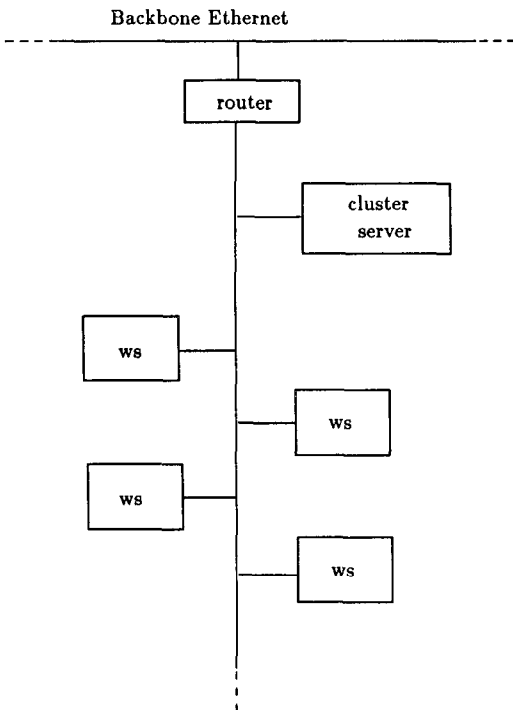 Backbone Ethernet
router
cluster
server
ws
ws
ws
ws